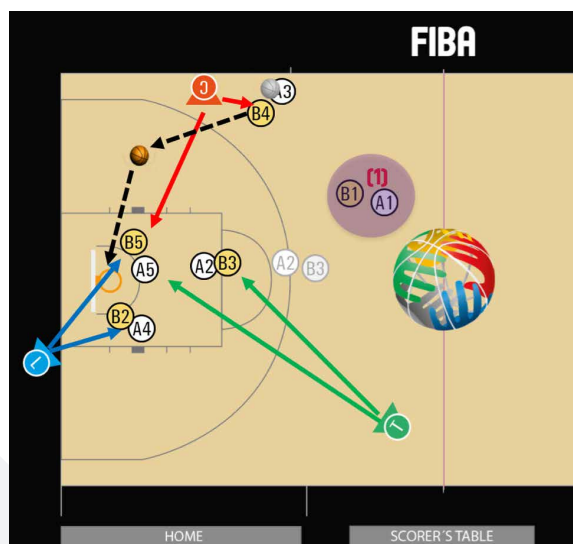 FIBA
C
A3
B4
(1)
B1
A1
B5
A5
A2
B3
A2
B3
B2
A4
L
T
HOME
SCORER´S TABLE